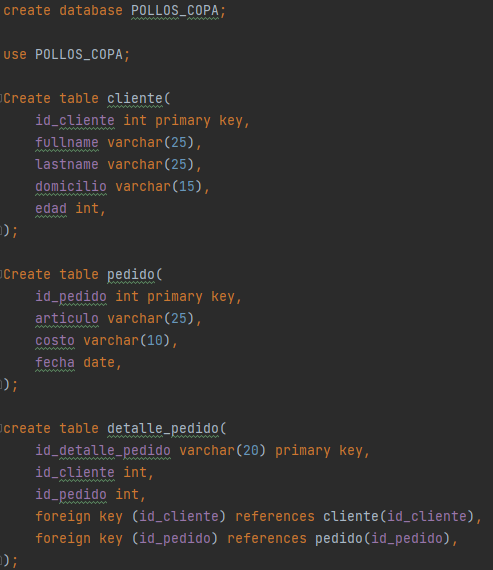 create database POLLOS_COPA;
use POLLOS_COPA;
Create table cliente(
id_cliente int primary key,
fullname varchar(25),
lastname varchar(25),
domicilio varchar(15),
edad int,
);
Create table pedido(
id_pedido int primary key,
articulo varchar(25),
costo varchar(10),
fecha date,
);
create table detalle_pedido(
id_detalle_pedido varchar(20) primary key,
id_cliente int,
id_pedido int,
foreign key (id_cliente) references cliente(id_cliente),
foreign key (id_pedido) references pedido(id_pedido),
);